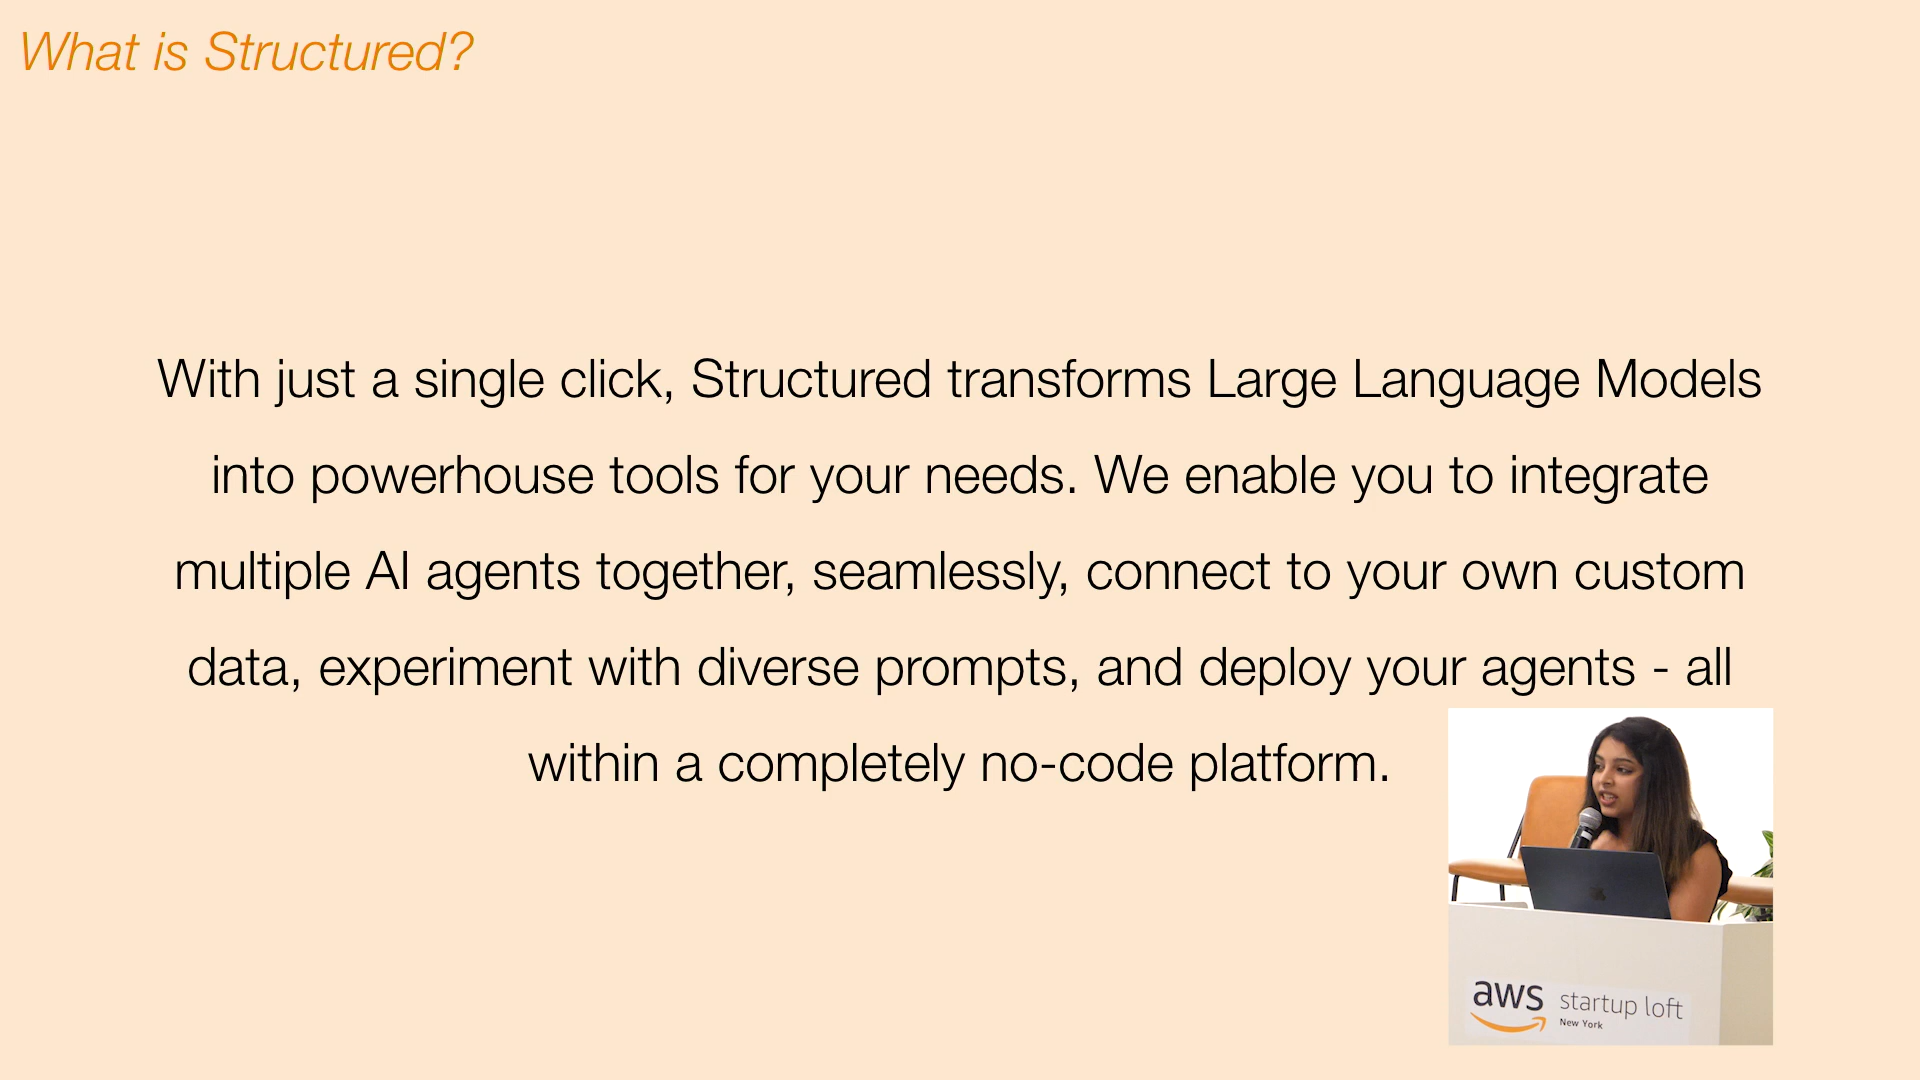 What is Structured?
With just a single click, Structured transforms Large Language Models
into powerhouse tools for your needs. We enable you to integrate
multiple AI agents together, seamlessly, connect to your own custom
data, experiment with diverse prompts, and deploy your agents - all
within a completely no-code platform.
aws startup loft
New York